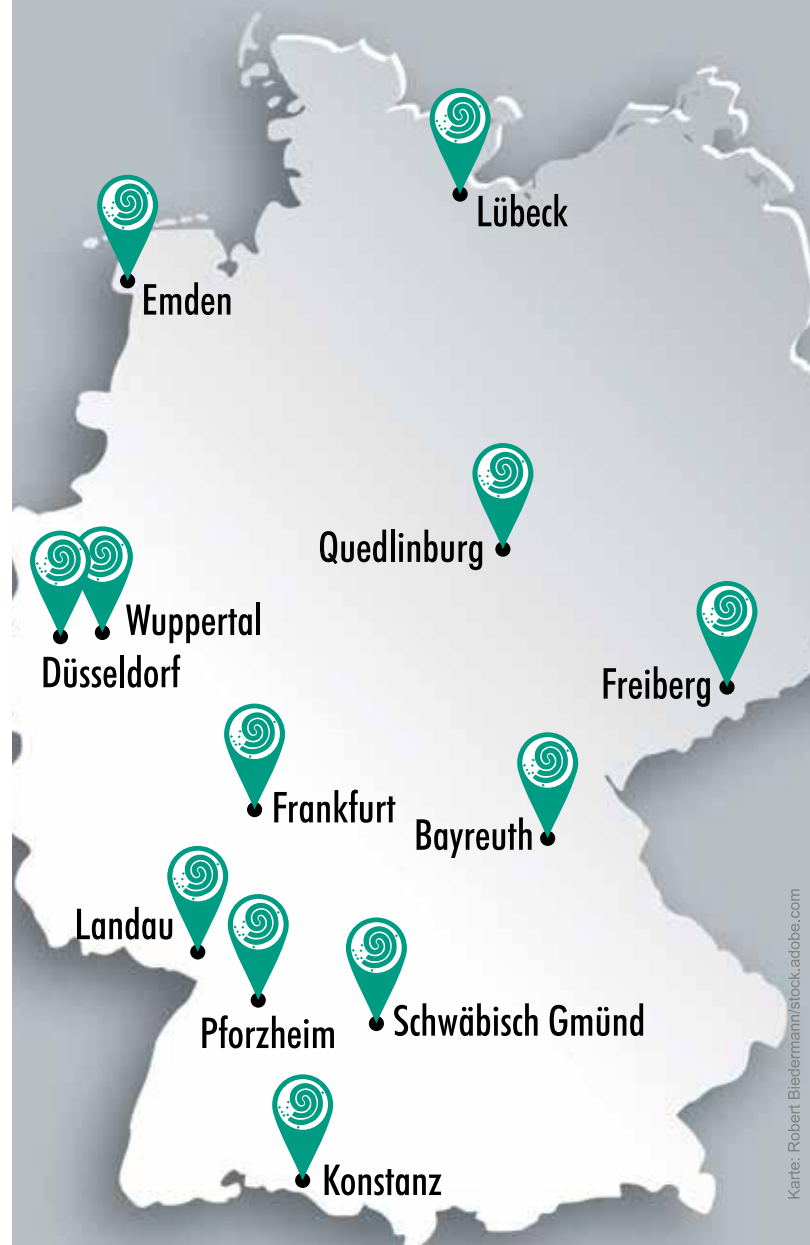 Lübeck
Emden
Quedlinburg
Wuppertal
Düsseldorf
Freiberg
Frankfurt
Bayreuth
Landau
Pforzheim
Schwäbisch Gmünd
Konstanz
Karte: Robert Biedermann/stock.adobe.com